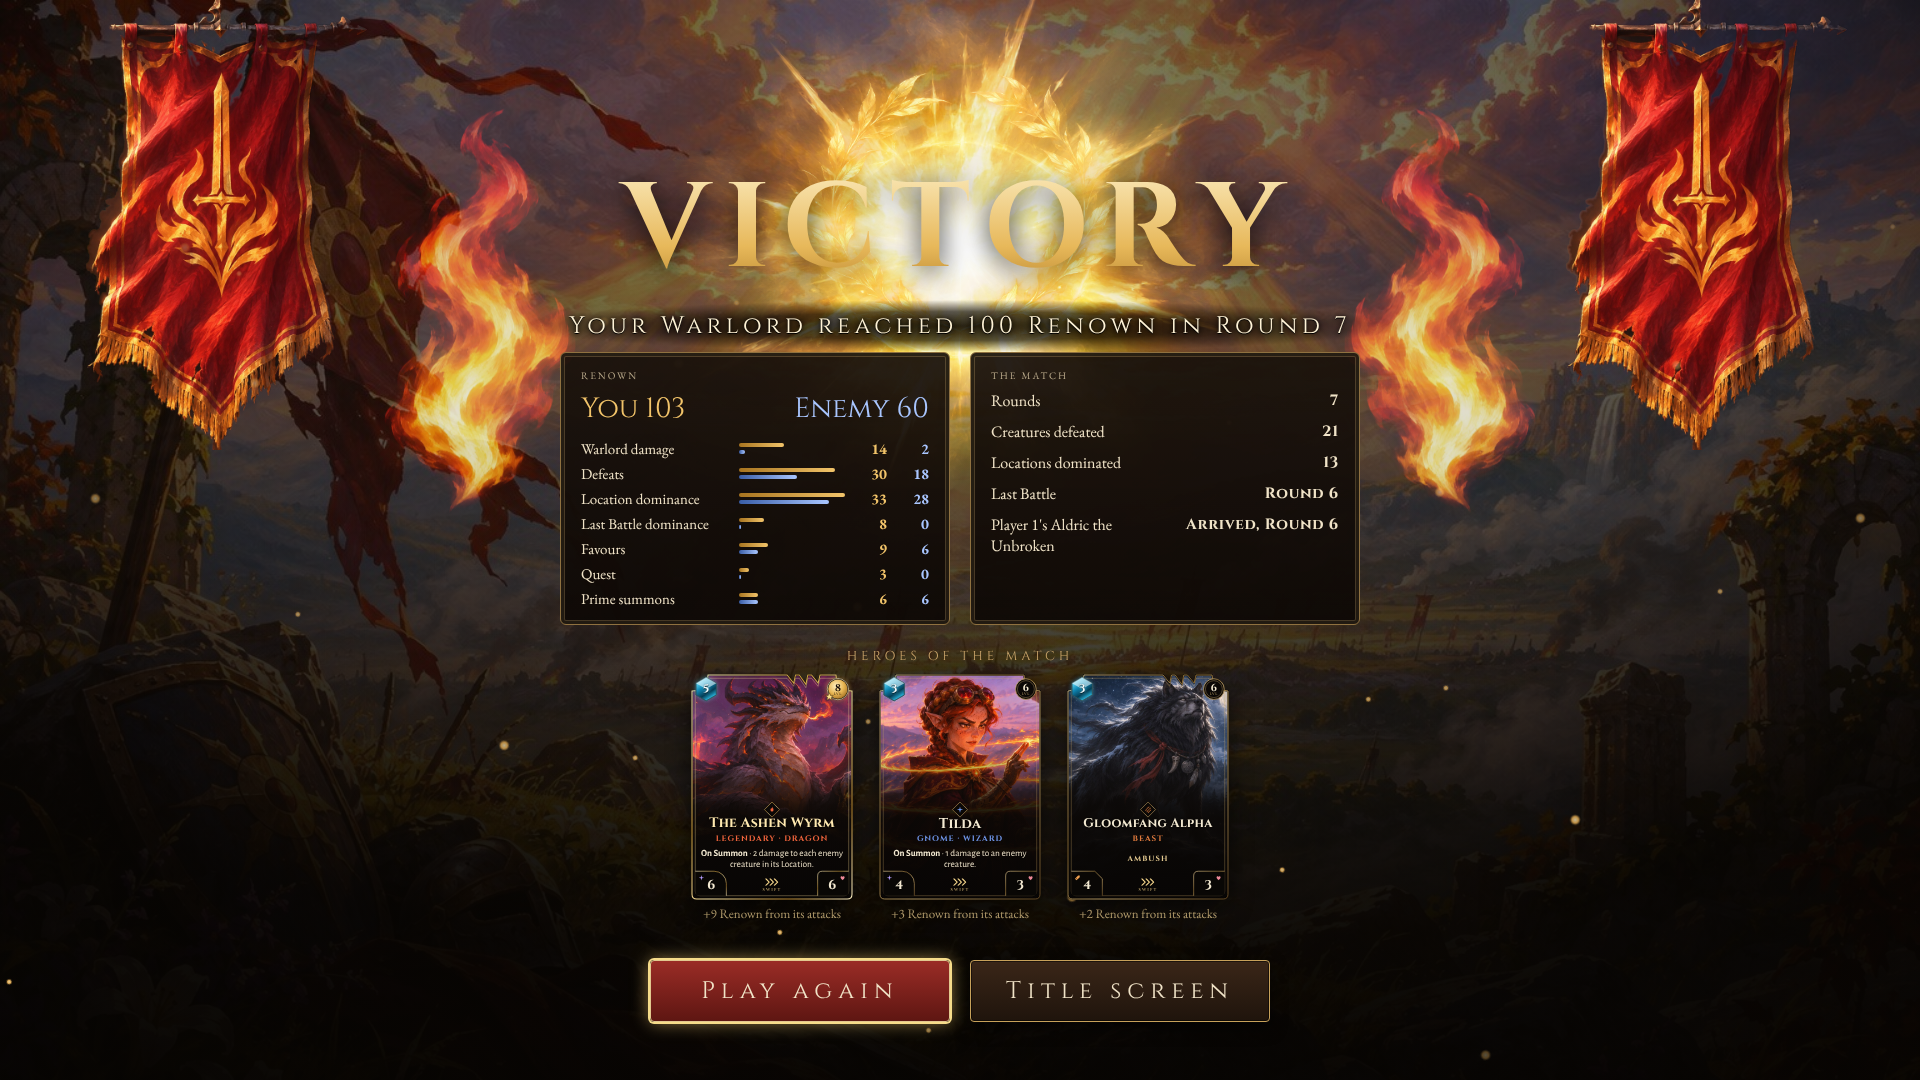 VICTORY
Your Warlord reached 100 Renown in Round 7
RENOWN
You 103 Enemy 60
Warlord damage 14 2
Defeats 30 18
Location dominance 33 28
Last Battle dominance 8 0
Favours 9 6
Quest 3 0
Prime summons 6 6
THE MATCH
Rounds 7
Creatures defeated 21
Locations dominated 13
Last Battle Round 6
Player 1's Aldric the Arrived, Round 6
Unbroken
HEROES OF THE MATCH
5 8
The Ashen Wyrm
LEGENDARY · DRAGON
On Summon · 2 damage to each enemy
creature in its Location.
6 SWIFT 6
+9 Renown from its attacks
3 6
Tilda
GNOME · WIZARD
On Summon · 1 damage to an enemy
creature.
4 SWIFT 3
+3 Renown from its attacks
3 6
Gloomfang Alpha
BEAST
AMBUSH
4 SWIFT 3
+2 Renown from its attacks
Play again
Title screen